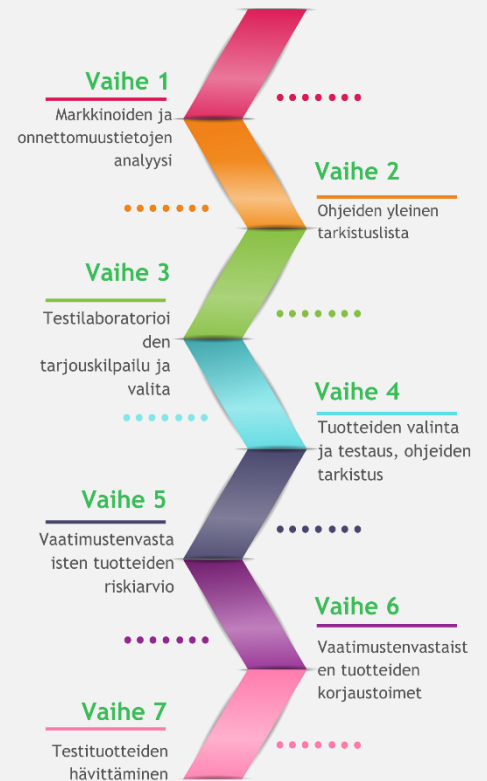 Vaihe 1
Markkinoiden ja
onnettomuustietojen
analyysi
Vaihe 2
Ohjeiden yleinen
tarkistuslista
Vaihe 3
Testilaboratorioi
den
tarjouskilpailu ja
valita
Vaihe 4
Tuotteiden valinta
ja testaus, ohjeiden
tarkistus
Vaihe 5
Vaatimustenvasta
isten tuotteiden
riskiarvio
Vaihe 6
Vaatimustenvastaist
en tuotteiden
korjaustoimet
Vaihe 7
Testituotteiden
hävittäminen